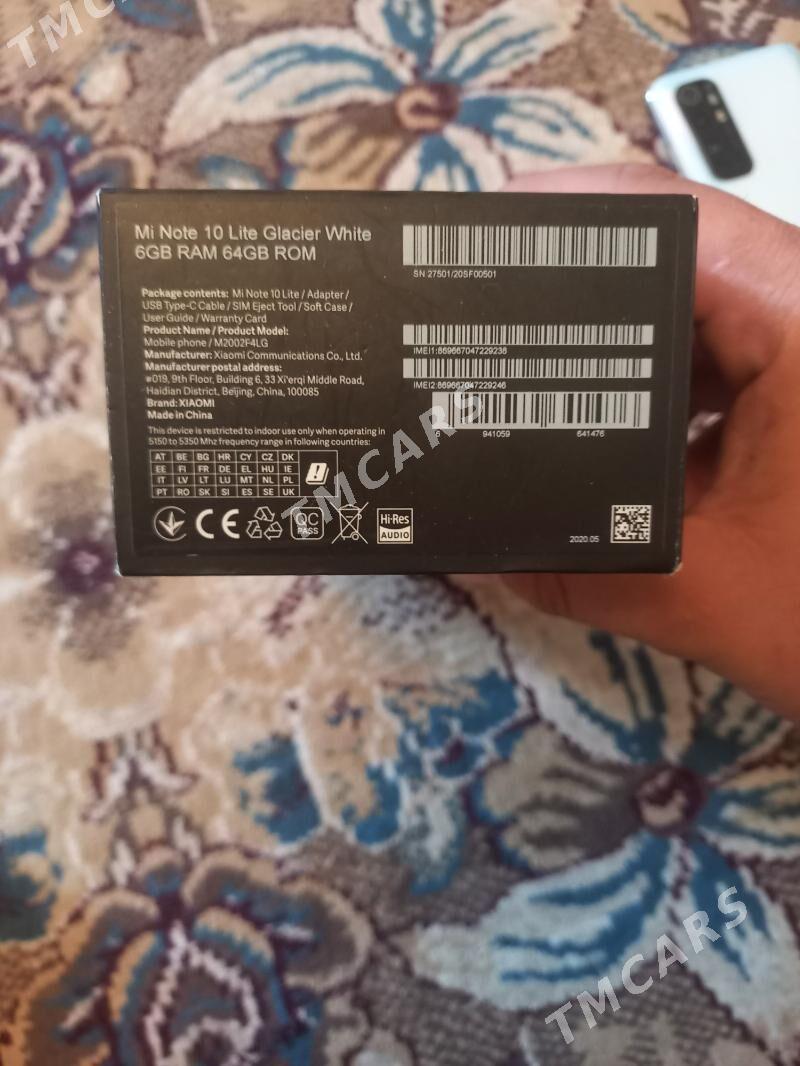 TMCARS
Mi Note 10 Lite Glacier White
6GB RAM 64GB ROM
SN 27501/20SF00501
Package contents: Mi Note 10 Lite / Adapter /
USB Type-C Cable / SIM Eject Tool / Soft Case /
User Guide / Warranty Card
Product Name / Product Model:
Mobile phone / M2002F4LG
Manufacturer: Xiaomi Communications Co., Ltd.
Manufacturer postal address:
#019, 9th Floor, Building 6, 33 Xi'erqi Middle Road,
Haidian District, Beijing, China, 100085
Brand: XIAOMI
Made in China
IMEI1:869667047229238
IMEI2:869667047229246
6 941059 641476
This device is restricted to indoor use only when operating in
5150 to 5350 Mhz frequency range in following countries:
AT BE BG HR CY CZ DK
EE FI FR DE EL HU IE
IT LV LT LU MT NL PL
PT RO SK SI ES SE UK
CE
QC
PASS
Hi-Res
AUDIO
2020.05
TMCARS
TMCARS